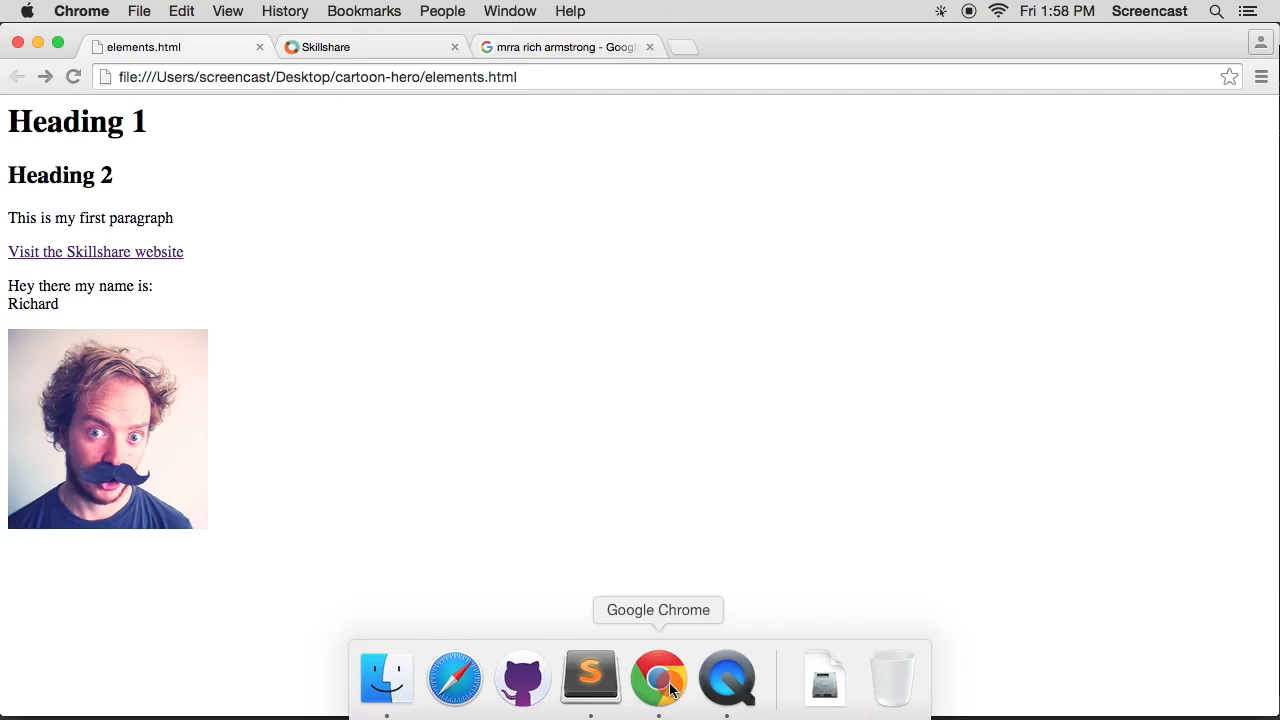 Chrome File Edit View History Bookmarks People Window Help Fri 1:58 PM Screencast
elements.html Skillshare mrra rich armstrong - Goog
file:///Users/screencast/Desktop/cartoon-hero/elements.html
Heading 1
Heading 2
This is my first paragraph
Visit the Skillshare website
Hey there my name is:
Richard
Google Chrome
S